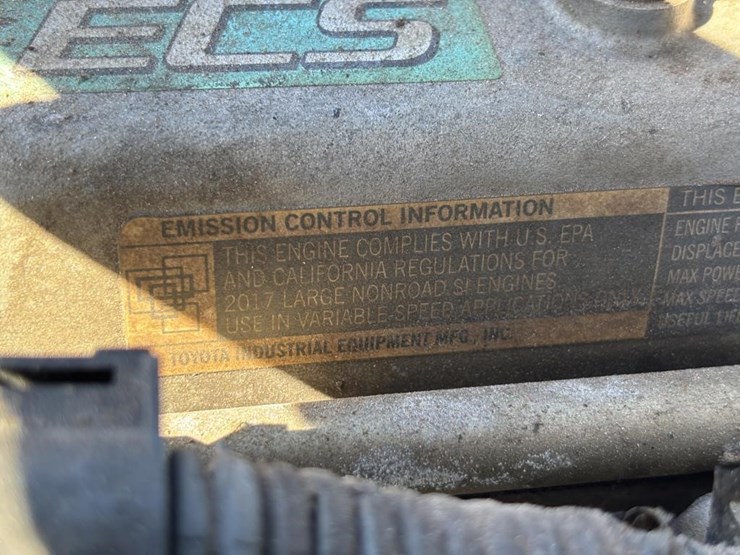 ECS
EMISSION CONTROL INFORMATION
THIS ENGINE COMPLIES WITH U.S. EPA
AND CALIFORNIA REGULATIONS FOR
2017 LARGE NONROAD SI ENGINES
USE IN VARIABLE-SPEED APPLICATIONS
TOYOTA INDUSTRIAL EQUIPMENT MFG., INC.
THIS E
ENGINE F
DISPLACE
MAX POWE
MAX SPEE
USEFUL LIF